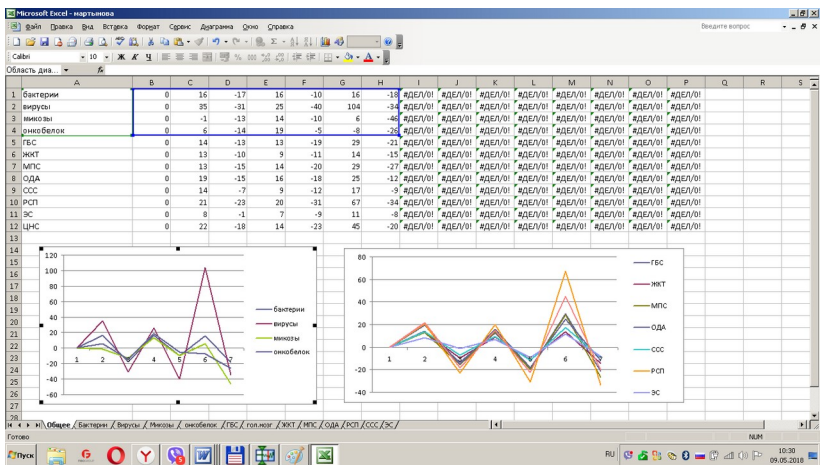 Microsoft Excel - мартынова
Файл Правка Вид Вставка Формат Сервис Диаграмма Окно Справка Введите вопрос
Calibri 10 Ж К Ч
Область диа... fx
A B C D E F G H I J K L M N O P Q R S
1 бактерии 0 16 -17 16 -10 16 -18 #ДЕЛ/0! #ДЕЛ/0! #ДЕЛ/0! #ДЕЛ/0! #ДЕЛ/0! #ДЕЛ/0! #ДЕЛ/0! #ДЕЛ/0!
2 вирусы 0 35 -31 25 -40 104 -34 #ДЕЛ/0! #ДЕЛ/0! #ДЕЛ/0! #ДЕЛ/0! #ДЕЛ/0! #ДЕЛ/0! #ДЕЛ/0! #ДЕЛ/0!
3 микозы 0 -1 -13 14 -10 6 -46 #ДЕЛ/0! #ДЕЛ/0! #ДЕЛ/0! #ДЕЛ/0! #ДЕЛ/0! #ДЕЛ/0! #ДЕЛ/0! #ДЕЛ/0!
4 онкобелок 0 6 -14 19 -5 -8 -26 #ДЕЛ/0! #ДЕЛ/0! #ДЕЛ/0! #ДЕЛ/0! #ДЕЛ/0! #ДЕЛ/0! #ДЕЛ/0! #ДЕЛ/0!
5 ГБС 0 14 -13 13 -19 29 -21 #ДЕЛ/0! #ДЕЛ/0! #ДЕЛ/0! #ДЕЛ/0! #ДЕЛ/0! #ДЕЛ/0! #ДЕЛ/0! #ДЕЛ/0!
6 ЖКТ 0 13 -10 9 -11 14 -15 #ДЕЛ/0! #ДЕЛ/0! #ДЕЛ/0! #ДЕЛ/0! #ДЕЛ/0! #ДЕЛ/0! #ДЕЛ/0! #ДЕЛ/0!
7 МПС 0 13 -15 14 -20 29 -27 #ДЕЛ/0! #ДЕЛ/0! #ДЕЛ/0! #ДЕЛ/0! #ДЕЛ/0! #ДЕЛ/0! #ДЕЛ/0! #ДЕЛ/0!
8 ОДА 0 19 -15 16 -18 25 -12 #ДЕЛ/0! #ДЕЛ/0! #ДЕЛ/0! #ДЕЛ/0! #ДЕЛ/0! #ДЕЛ/0! #ДЕЛ/0! #ДЕЛ/0!
9 ССС 0 14 -7 9 -12 17 -9 #ДЕЛ/0! #ДЕЛ/0! #ДЕЛ/0! #ДЕЛ/0! #ДЕЛ/0! #ДЕЛ/0! #ДЕЛ/0! #ДЕЛ/0!
10 РСП 0 21 -23 20 -31 67 -34 #ДЕЛ/0! #ДЕЛ/0! #ДЕЛ/0! #ДЕЛ/0! #ДЕЛ/0! #ДЕЛ/0! #ДЕЛ/0! #ДЕЛ/0!
11 ЭС 0 8 -1 7 -9 11 -8 #ДЕЛ/0! #ДЕЛ/0! #ДЕЛ/0! #ДЕЛ/0! #ДЕЛ/0! #ДЕЛ/0! #ДЕЛ/0! #ДЕЛ/0!
12 ЦНС 0 22 -18 14 -23 45 -20 #ДЕЛ/0! #ДЕЛ/0! #ДЕЛ/0! #ДЕЛ/0! #ДЕЛ/0! #ДЕЛ/0! #ДЕЛ/0! #ДЕЛ/0!
13
14
15
16
17
18
19
20
21
22
23
24
25
26
27
28
120
100
80
60
40
20
0
-20
-40
-60
1 2 3 4 5 6 7
бактерии
вирусы
микозы
онкобелок
80
60
40
20
0
-20
-40
1 2 3 4 5 6 7
ГБС
ЖКТ
МПС
ОДА
ССС
РСП
ЭС
Общее / Бактерии / Вирусы / Микозы / онкобелок / ГБС / гол.мозг / ЖКТ / МПС / ОДА / РСП / ССС / ЭС /
Готово NUM
Пуск RU 10:30
09.05.2018